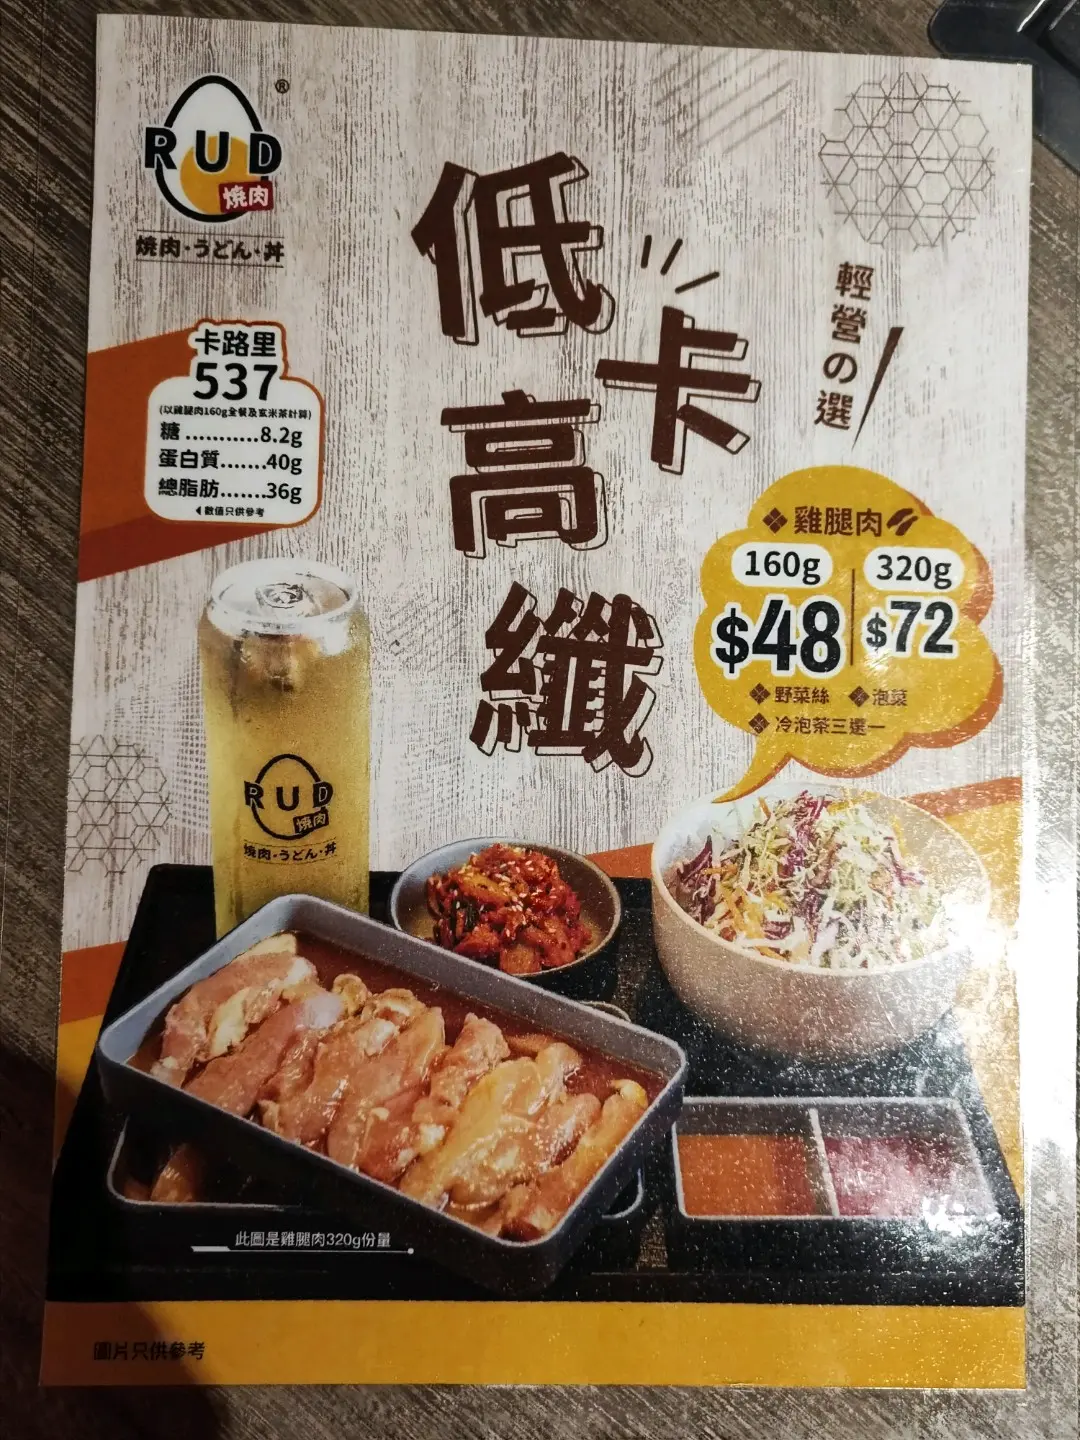 RUD®
燒肉
燒肉·うどん·丼
低卡
高纖
輕營の選
卡路里
537
(以雞腿肉160g全餐及玄米茶計算)
糖...........8.2g
蛋白質.......40g
總脂肪.......36g
數值只供參考
雞腿肉
160g 320g
$48 $72
野菜絲 泡菜
冷泡茶三選一
RUD
燒肉
燒肉·うどん·丼
此圖是雞腿肉320g份量
圖片只供參考